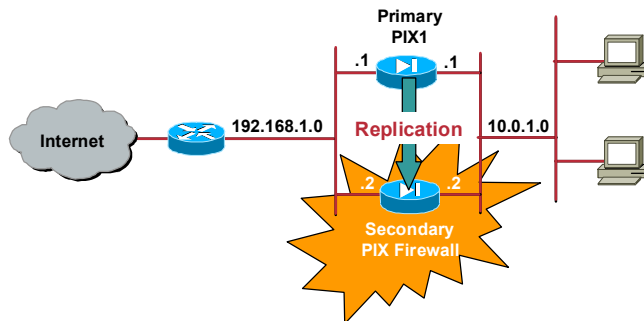 Primary
PIX1
.1 .1
Internet
192.168.1.0
Replication
10.0.1.0
.2 .2
Secondary
PIX Firewall